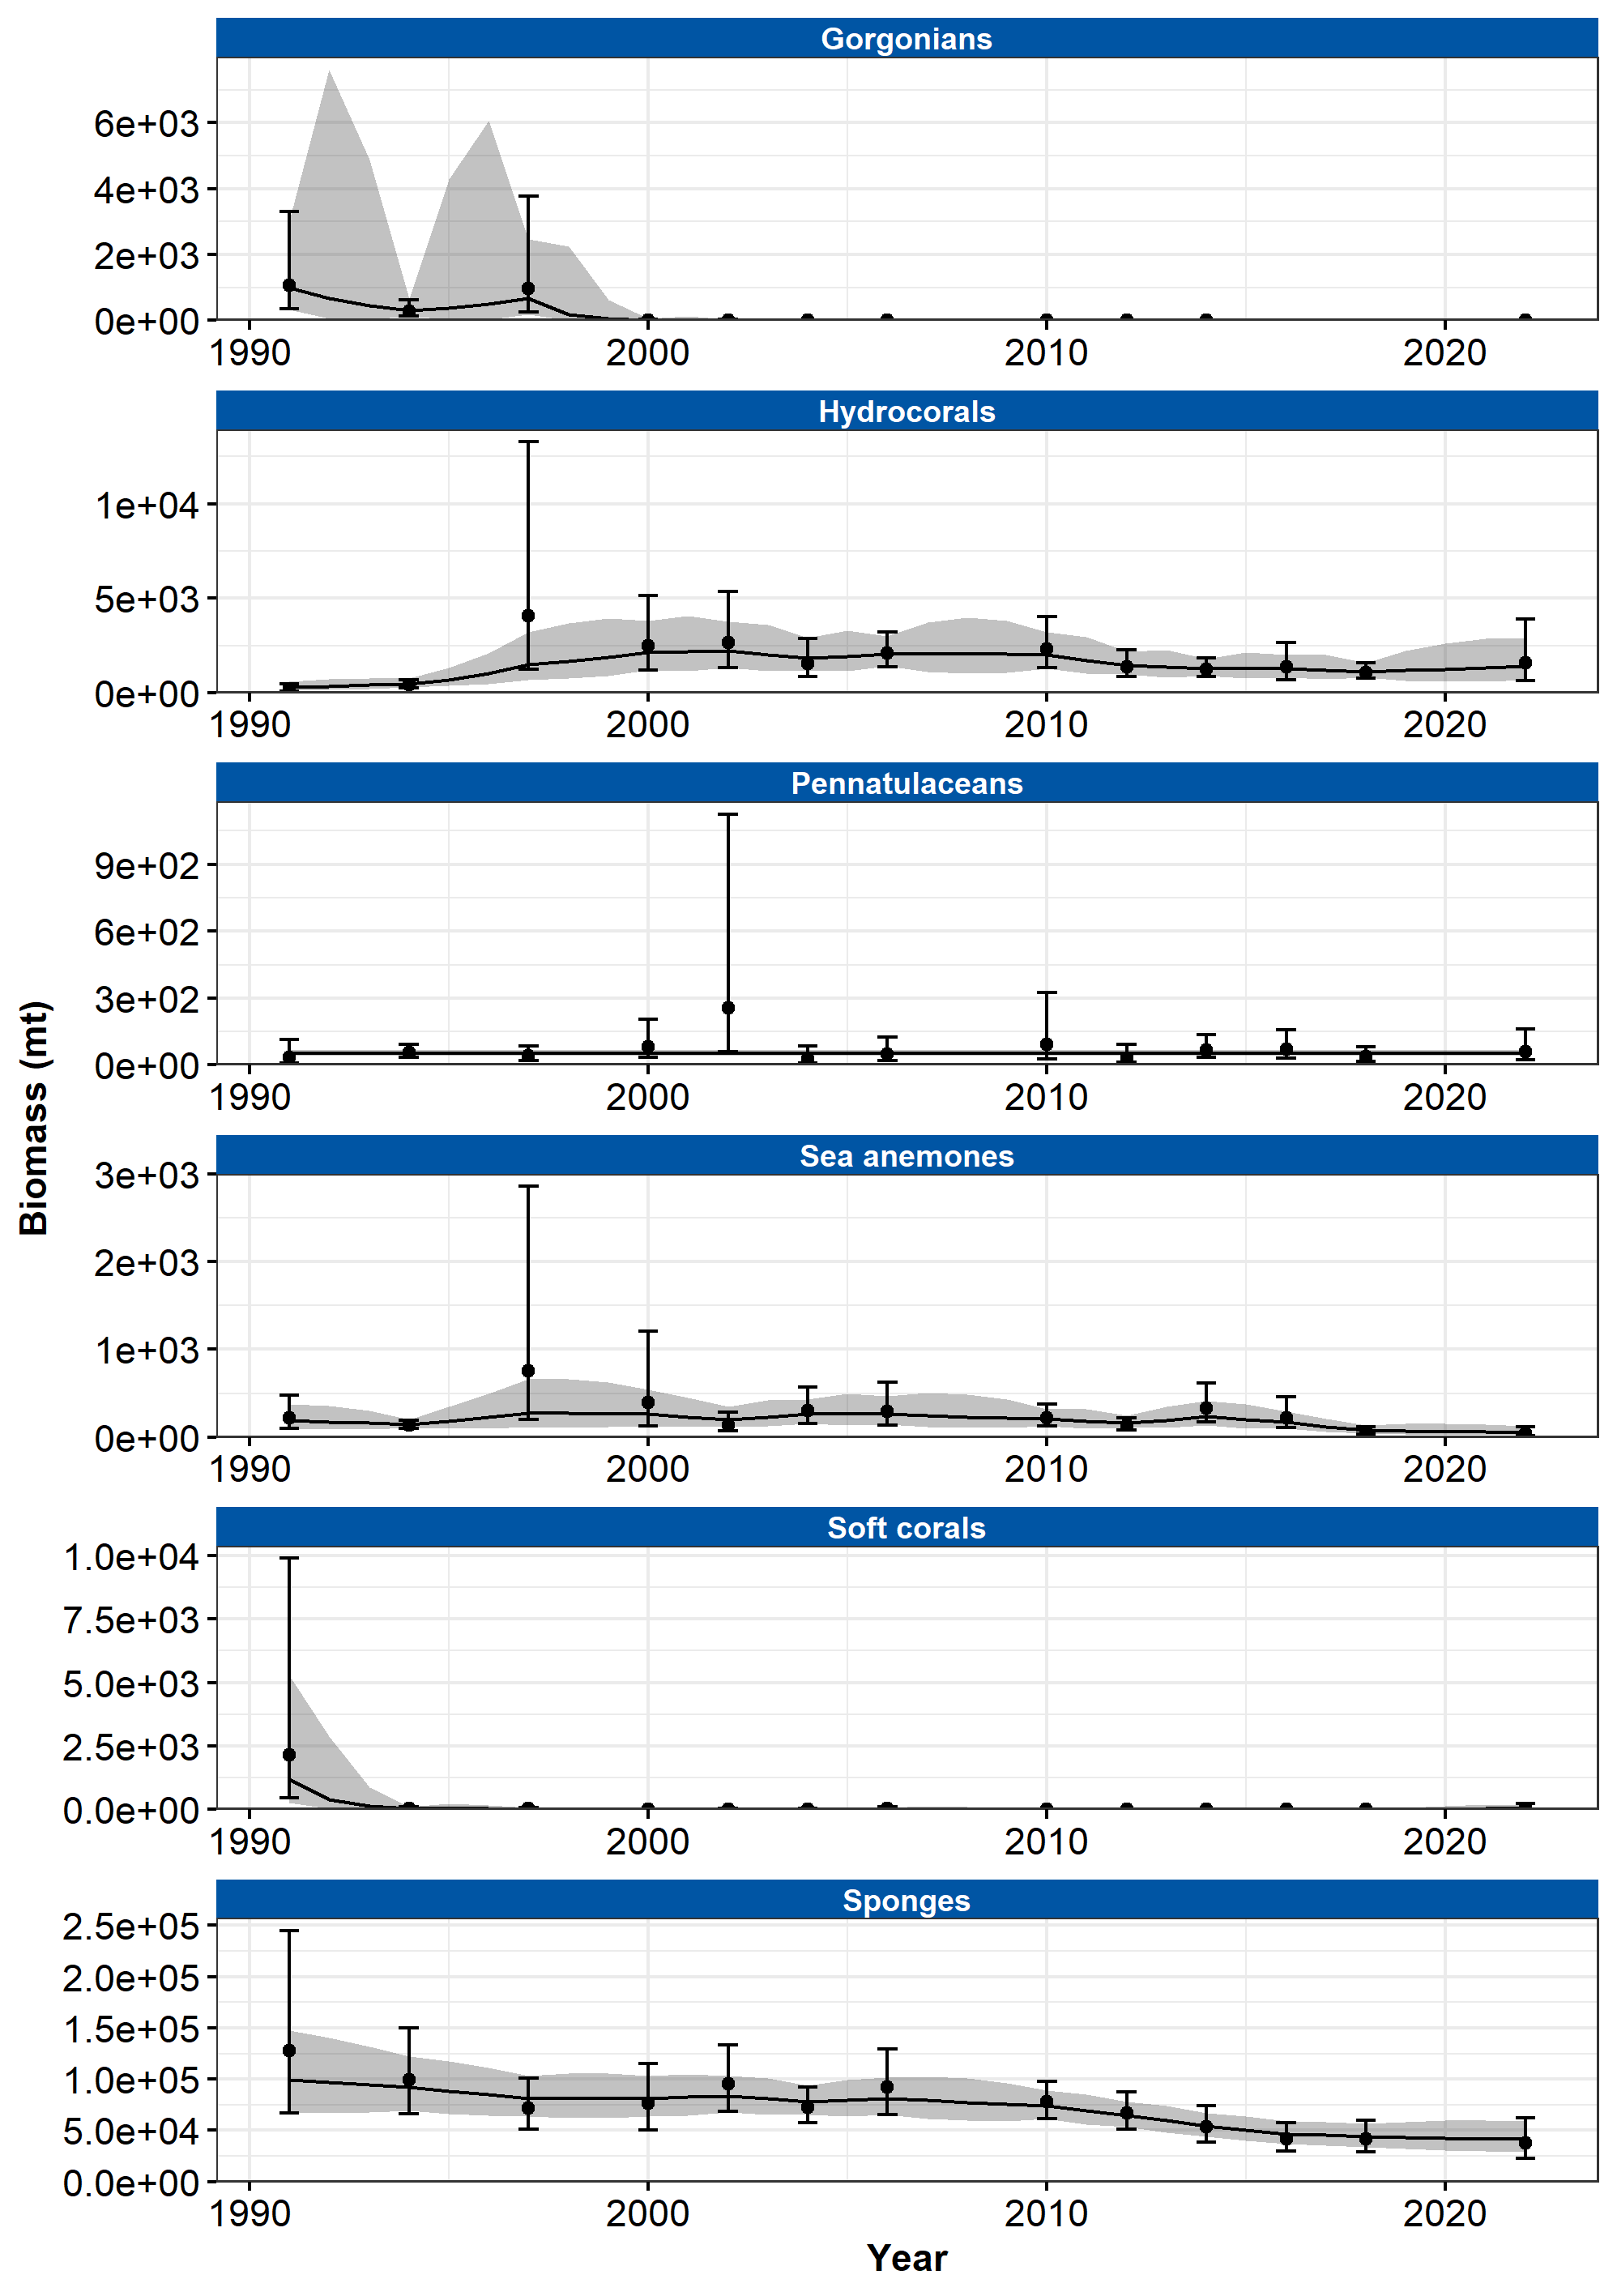 Gorgonians
6e+03
4e+03
2e+03
0e+00
1990 2000 2010 2020
Hydrocorals
1e+04
5e+03
0e+00
1990 2000 2010 2020
Pennatulaceans
9e+02
6e+02
3e+02
0e+00
1990 2000 2010 2020
Biomass (mt)
Sea anemones
3e+03
2e+03
1e+03
0e+00
1990 2000 2010 2020
Soft corals
1.0e+04
7.5e+03
5.0e+03
2.5e+03
0.0e+00
1990 2000 2010 2020
Sponges
2.5e+05
2.0e+05
1.5e+05
1.0e+05
5.0e+04
0.0e+00
1990 2000 2010 2020
Year